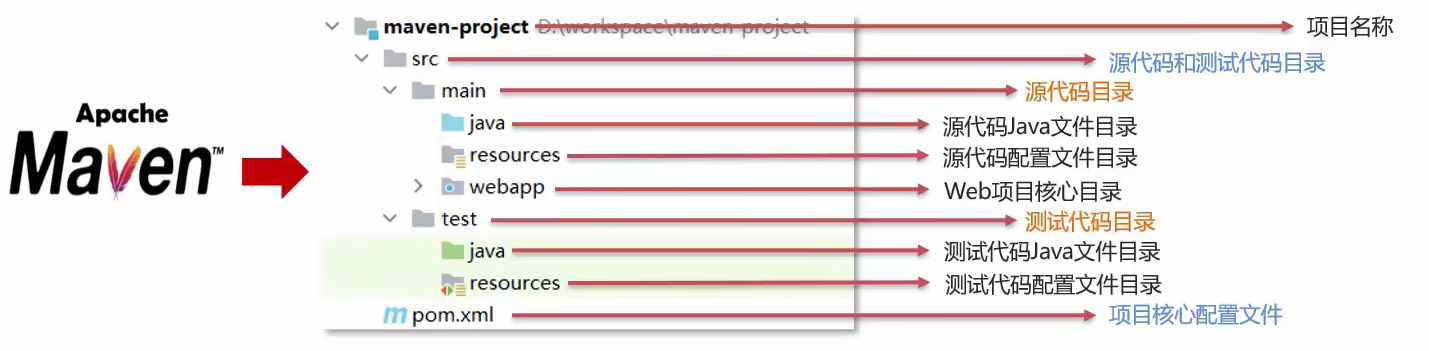 Apache
Maven™
maven-project D:\workspace\maven-project 项目名称
src 源代码和测试代码目录
main 源代码目录
java 源代码Java文件目录
resources 源代码配置文件目录
webapp Web项目核心目录
test 测试代码目录
java 测试代码Java文件目录
resources 测试代码配置文件目录
m pom.xml 项目核心配置文件